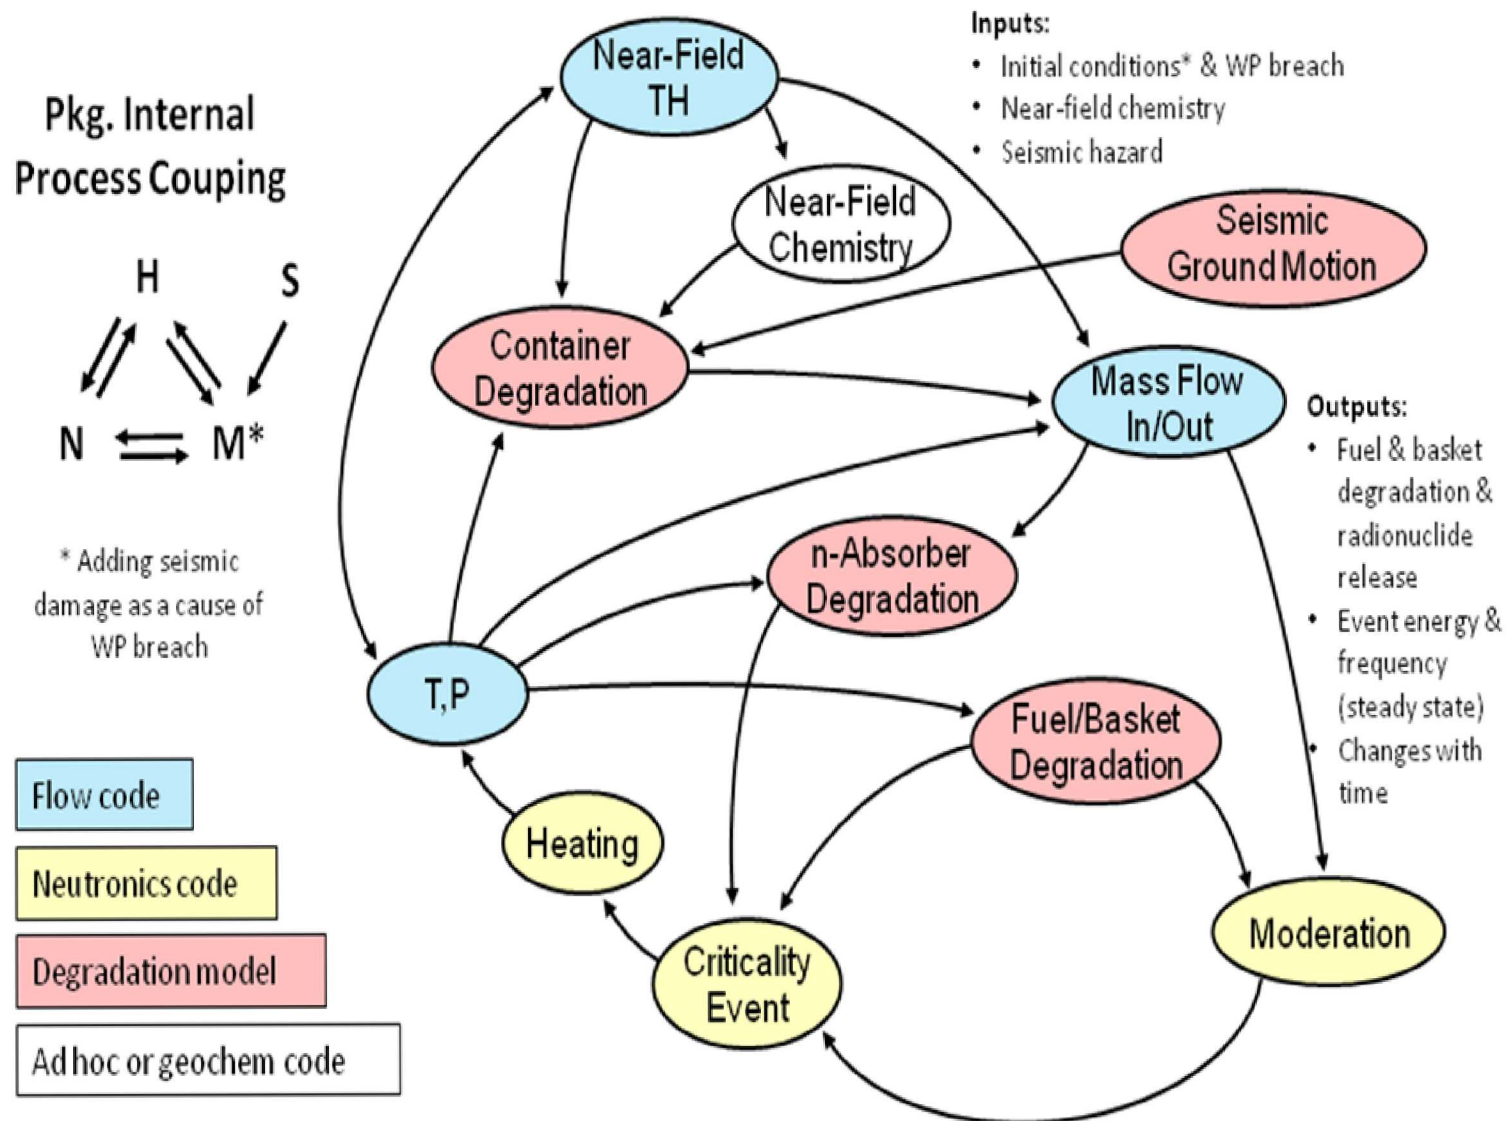 Pkg. Internal
Process Couping
H
S
N
M*
* Adding seismic
damage as a cause of
WP breach
Flow code
Neutronics code
Degradation model
Ad hoc or geochem code
Near-Field
TH
Near-Field
Chemistry
Container
Degradation
T,P
Heating
Criticality
Event
n-Absorber
Degradation
Fuel/Basket
Degradation
Moderation
Mass Flow
In/Out
Seismic
Ground Motion
Inputs:
• Initial conditions* & WP breach
• Near-field chemistry
• Seismic hazard
Outputs:
• Fuel & basket
degradation &
radionuclide
release
• Event energy &
frequency
(steady state)
• Changes with
time